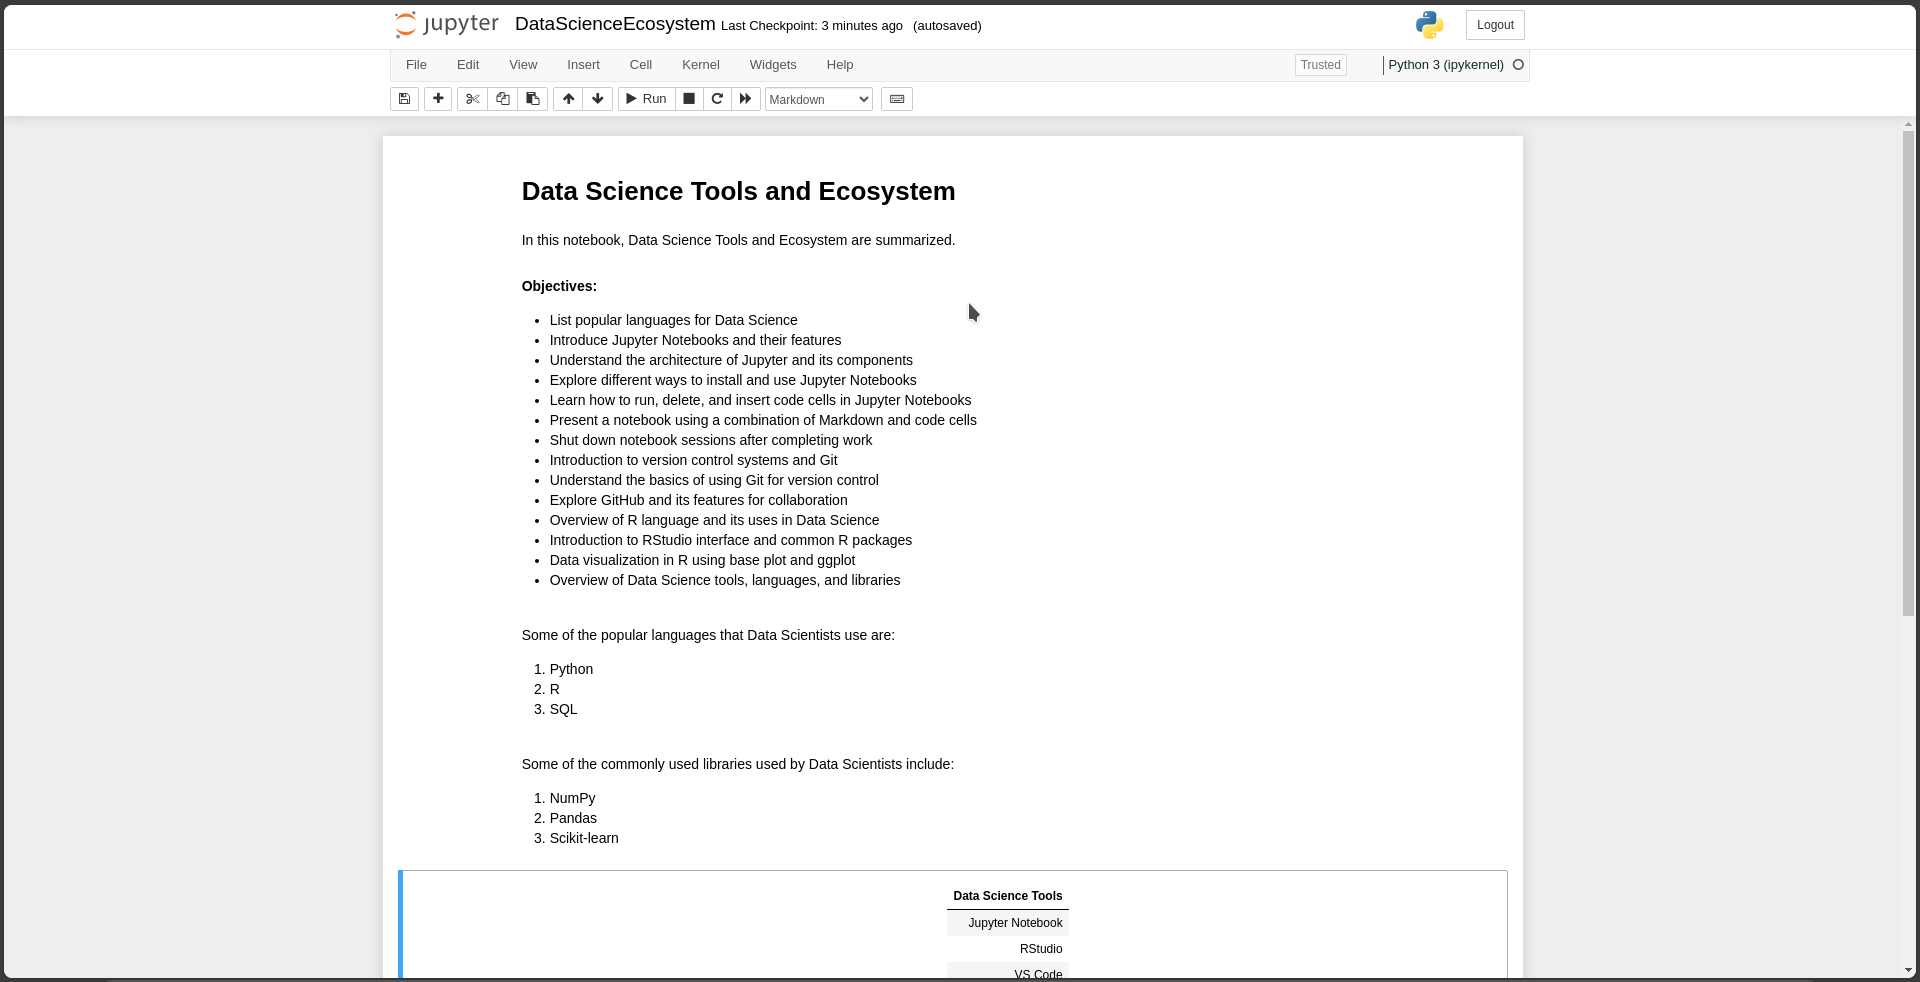 jupyter DataScienceEcosystem Last Checkpoint: 3 minutes ago (autosaved) Logout
File Edit View Insert Cell Kernel Widgets Help Trusted Python 3 (ipykernel)
Run Markdown
Data Science Tools and Ecosystem
In this notebook, Data Science Tools and Ecosystem are summarized.
Objectives:
• List popular languages for Data Science
• Introduce Jupyter Notebooks and their features
• Understand the architecture of Jupyter and its components
• Explore different ways to install and use Jupyter Notebooks
• Learn how to run, delete, and insert code cells in Jupyter Notebooks
• Present a notebook using a combination of Markdown and code cells
• Shut down notebook sessions after completing work
• Introduction to version control systems and Git
• Understand the basics of using Git for version control
• Explore GitHub and its features for collaboration
• Overview of R language and its uses in Data Science
• Introduction to RStudio interface and common R packages
• Data visualization in R using base plot and ggplot
• Overview of Data Science tools, languages, and libraries
Some of the popular languages that Data Scientists use are:
1. Python
2. R
3. SQL
Some of the commonly used libraries used by Data Scientists include:
1. NumPy
2. Pandas
3. Scikit-learn
Data Science Tools
Jupyter Notebook
RStudio
VS Code